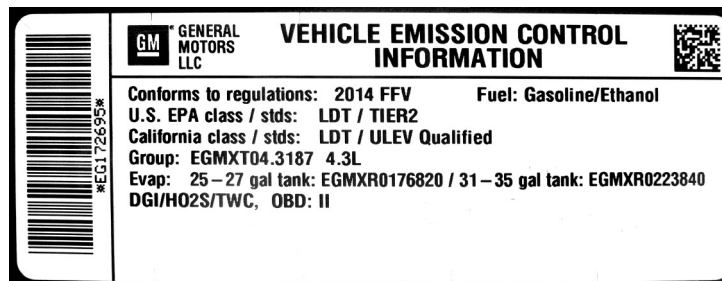 *EG172695*
GM
GENERAL
MOTORS
LLC
VEHICLE EMISSION CONTROL
INFORMATION
Conforms to regulations: 2014 FFV Fuel: Gasoline/Ethanol
U.S. EPA class / stds: LDT / TIER2
California class / stds: LDT / ULEV Qualified
Group: EGMXT04.3187 4.3L
Evap: 25–27 gal tank: EGMXR0176820 / 31–35 gal tank: EGMXR0223840
DGI/HO2S/TWC, OBD: II